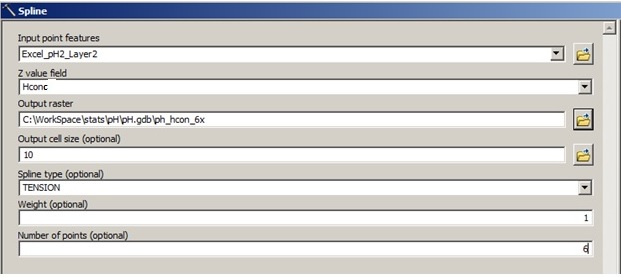 Spline
Input point features
Excel_pH2_Layer2
Z value field
Hconc
Output raster
C:\WorkSpace\stats\pH\pH.gdb\ph_hcon_6x
Output cell size (optional)
10
Spline type (optional)
TENSION
Weight (optional)
1
Number of points (optional)
6